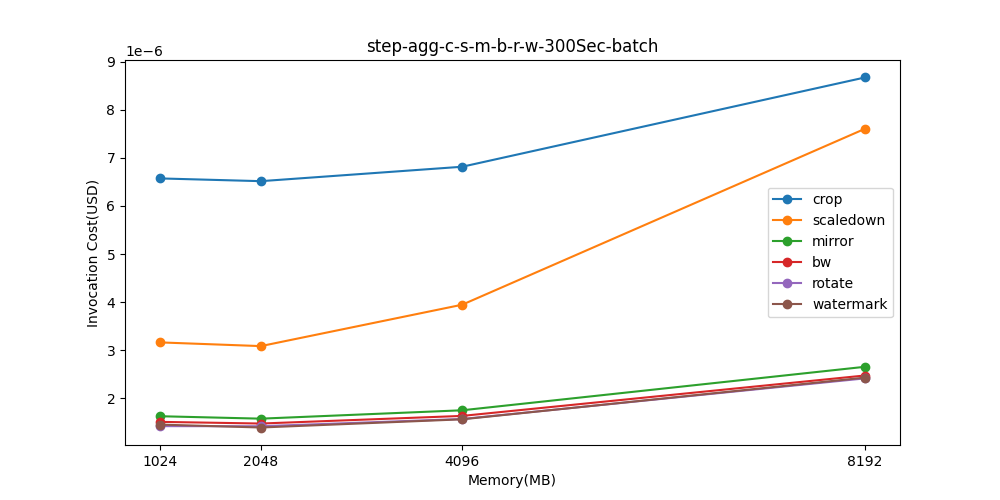 step-agg-c-s-m-b-r-w-300Sec-batch
1e−6
9
8
7
6
5
4
3
2
Invocation Cost(USD)
crop
scaledown
mirror
bw
rotate
watermark
1024 2048 4096 8192
Memory(MB)